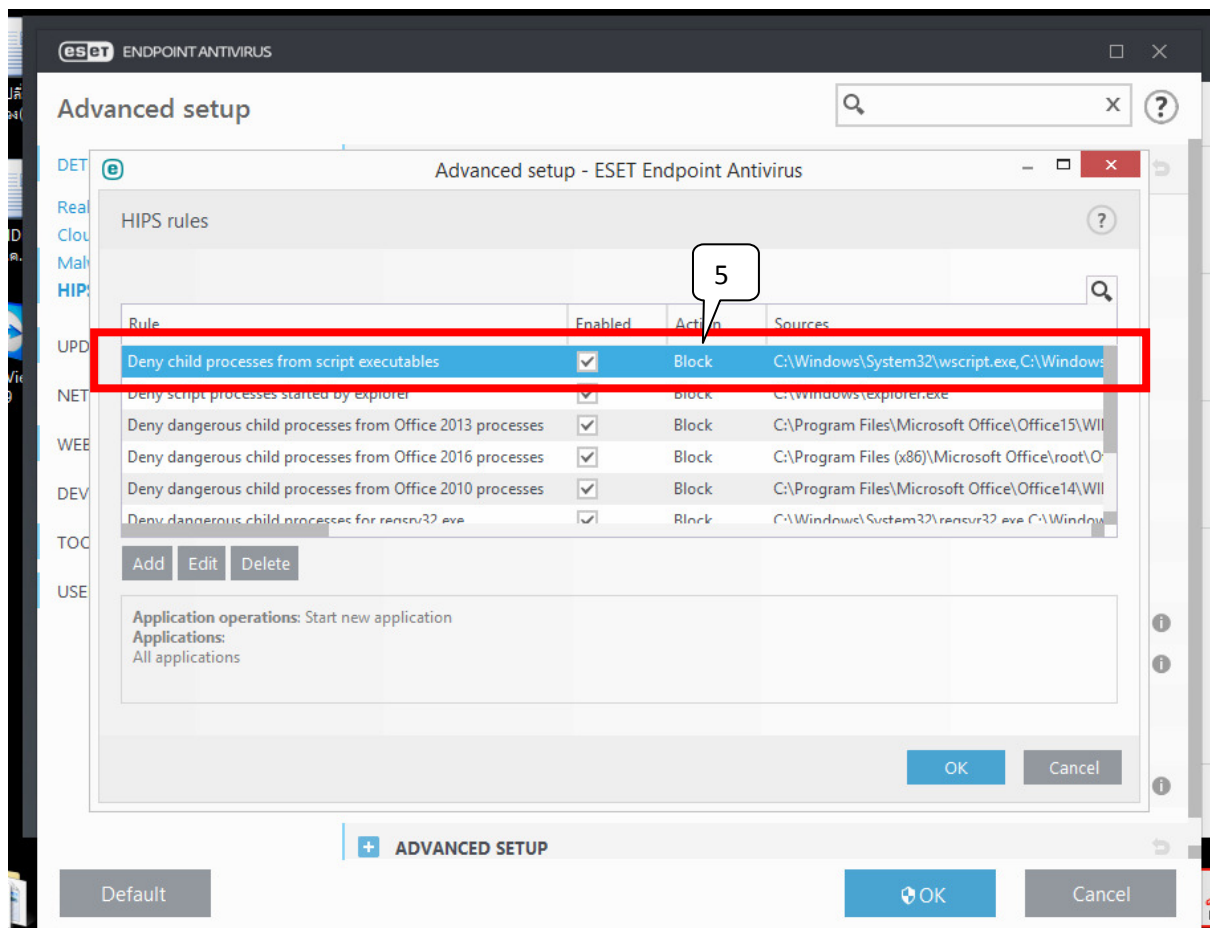 eset ENDPOINT ANTIVIRUS
Advanced setup
x ?
DET
Advanced setup - ESET Endpoint Antivirus
Real
HIPS rules
?
Clou
Malv
HIPS
5
Rule Enabled Action Sources
UPD
Deny child processes from script executables Block C:\Windows\System32\wscript.exe,C:\Windows
NET
Deny script processes started by explorer Block C:\Windows\explorer.exe
Deny dangerous child processes from Office 2013 processes Block C:\Program Files\Microsoft Office\Office15\WI
WEB
Deny dangerous child processes from Office 2016 processes Block C:\Program Files (x86)\Microsoft Office\root\O
DEV
Deny dangerous child processes from Office 2010 processes Block C:\Program Files\Microsoft Office\Office14\WI
Deny dangerous child processes for regsrv32 exe Block C:\Windows\System32\regsvr32 exe C:\Window
TOO
Add Edit Delete
USE
Application operations: Start new application
Applications:
All applications
OK Cancel
ADVANCED SETUP
Default OK Cancel